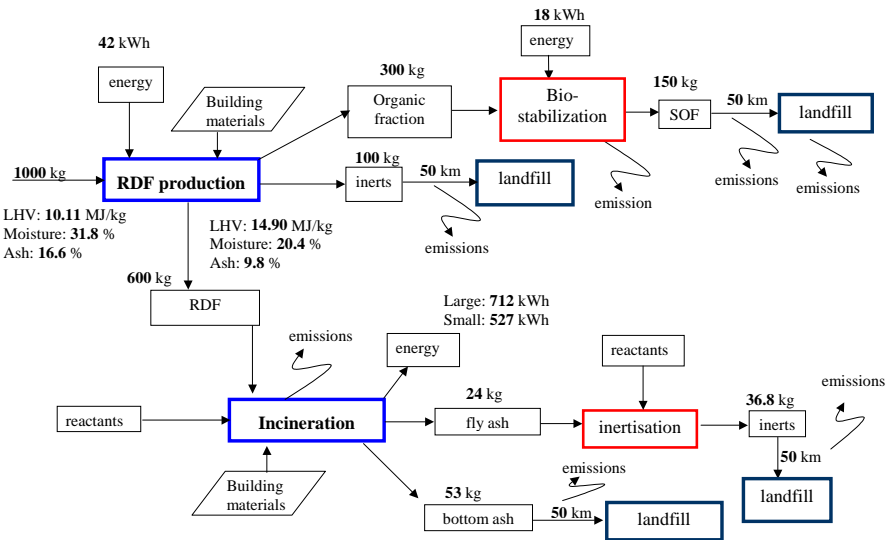 42 kWh
energy
Building
materials
1000 kg
RDF production
LHV: 10.11 MJ/kg
Moisture: 31.8 %
Ash: 16.6 %
LHV: 14.90 MJ/kg
Moisture: 20.4 %
Ash: 9.8 %
300 kg
Organic
fraction
18 kWh
energy
Bio-
stabilization
emission
150 kg
SOF
50 km
landfill
emissions
emissions
100 kg
inerts
50 km
landfill
emissions
600 kg
RDF
emissions
Large: 712 kWh
Small: 527 kWh
energy
reactants
Incineration
Building
materials
24 kg
fly ash
reactants
inertisation
36.8 kg
inerts
emissions
50 km
landfill
53 kg
bottom ash
emissions
50 km
landfill